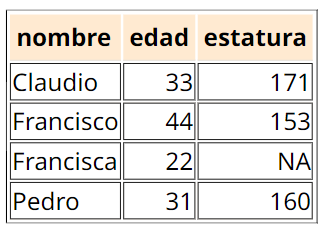 nombre edad estatura
Claudio 33 171
Francisco 44 153
Francisca 22 NA
Pedro 31 160